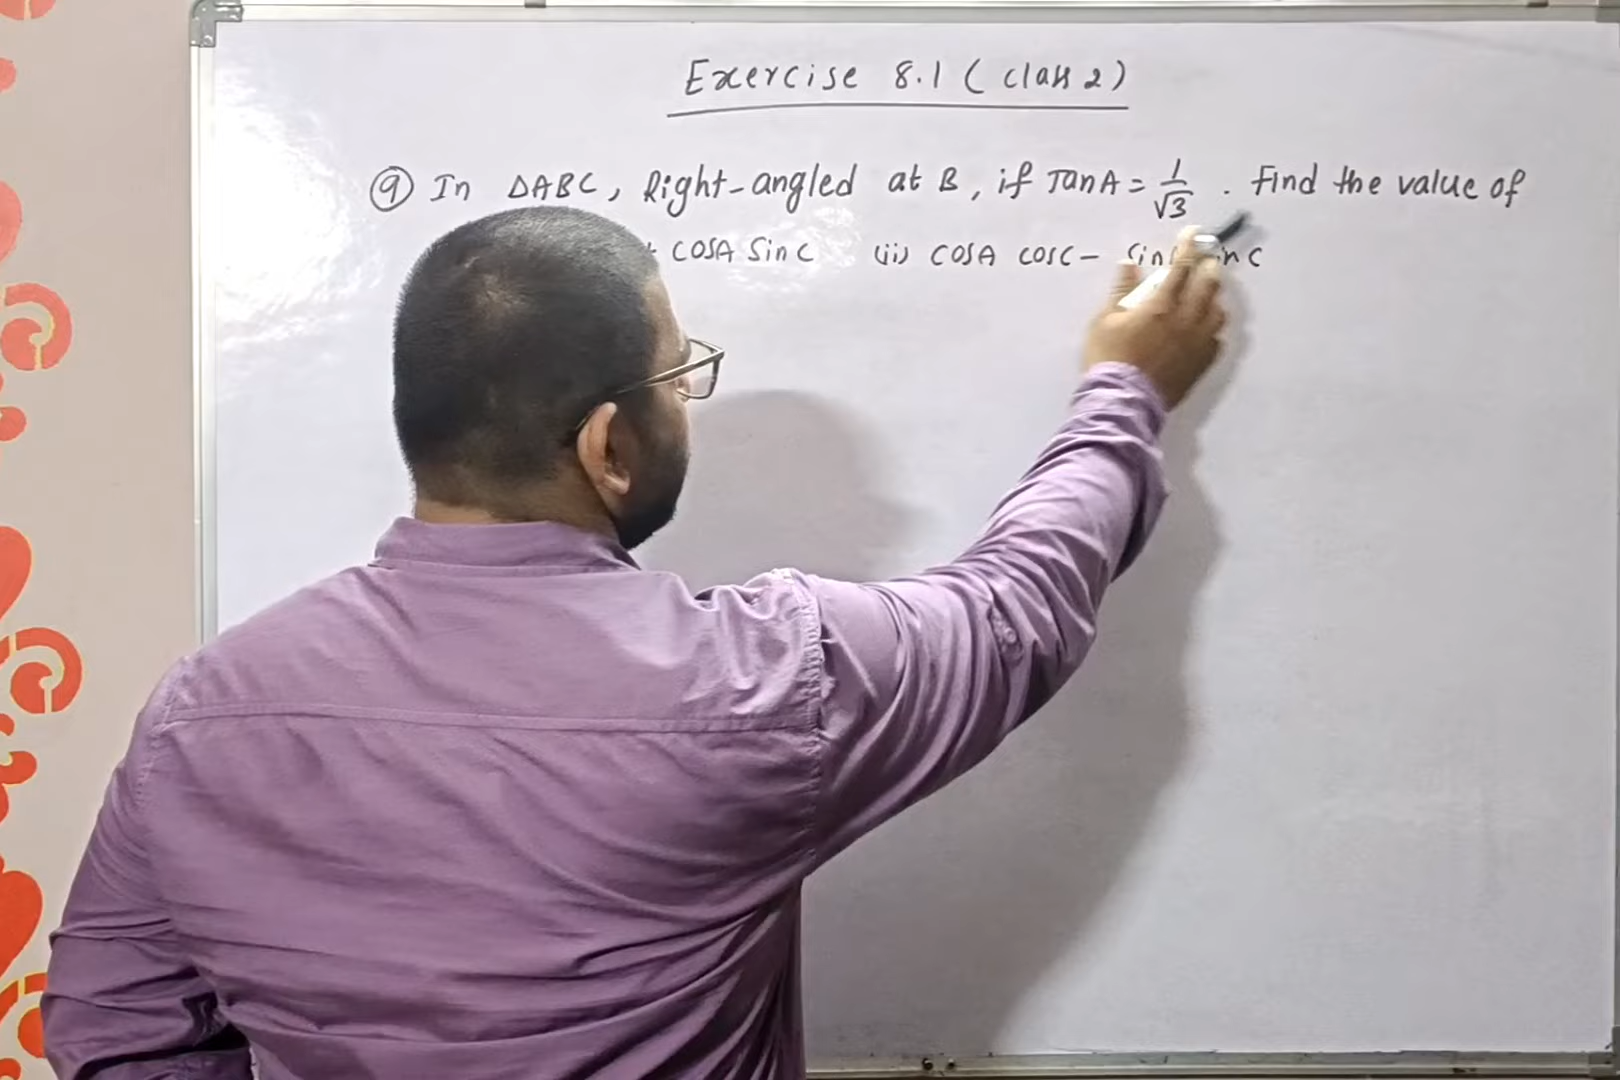 Exercise 8.1 ( class 2 )
⑨ In ΔABC, Right-angled at B, if TanA = 1/√3 . Find the value of
COSA Sin C (ii) COSA COSC -